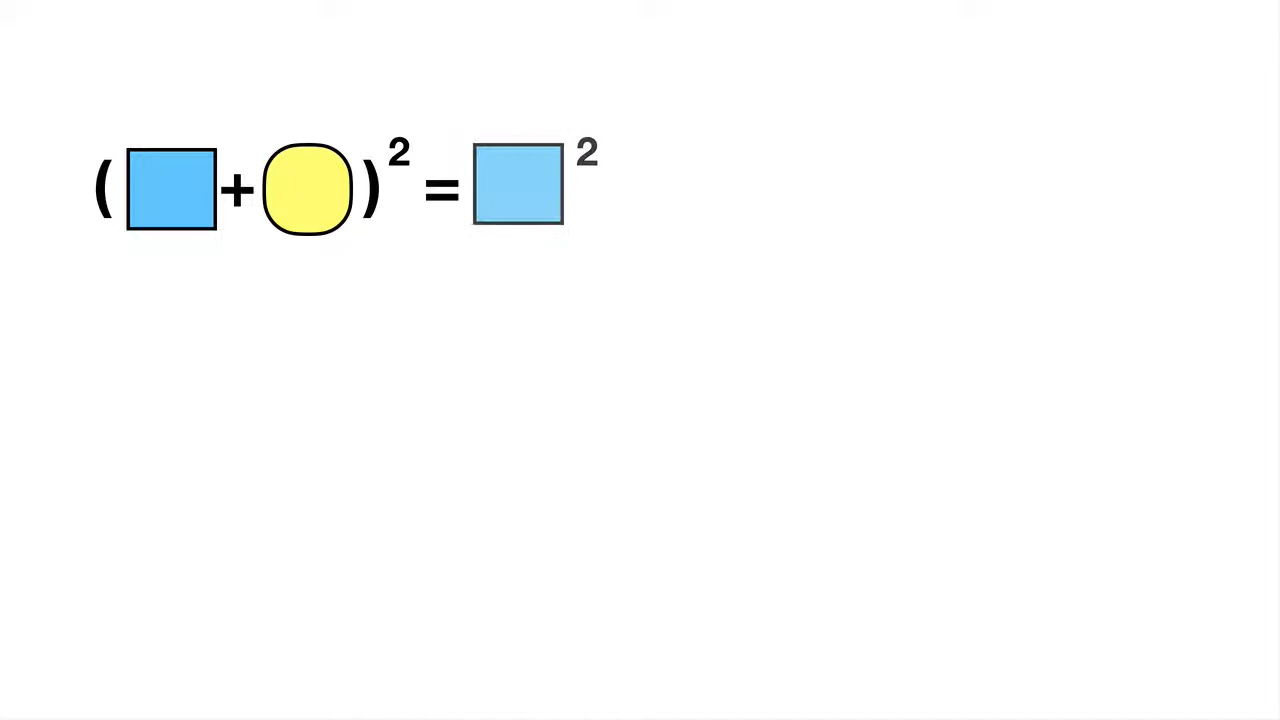 ( + )² = ²